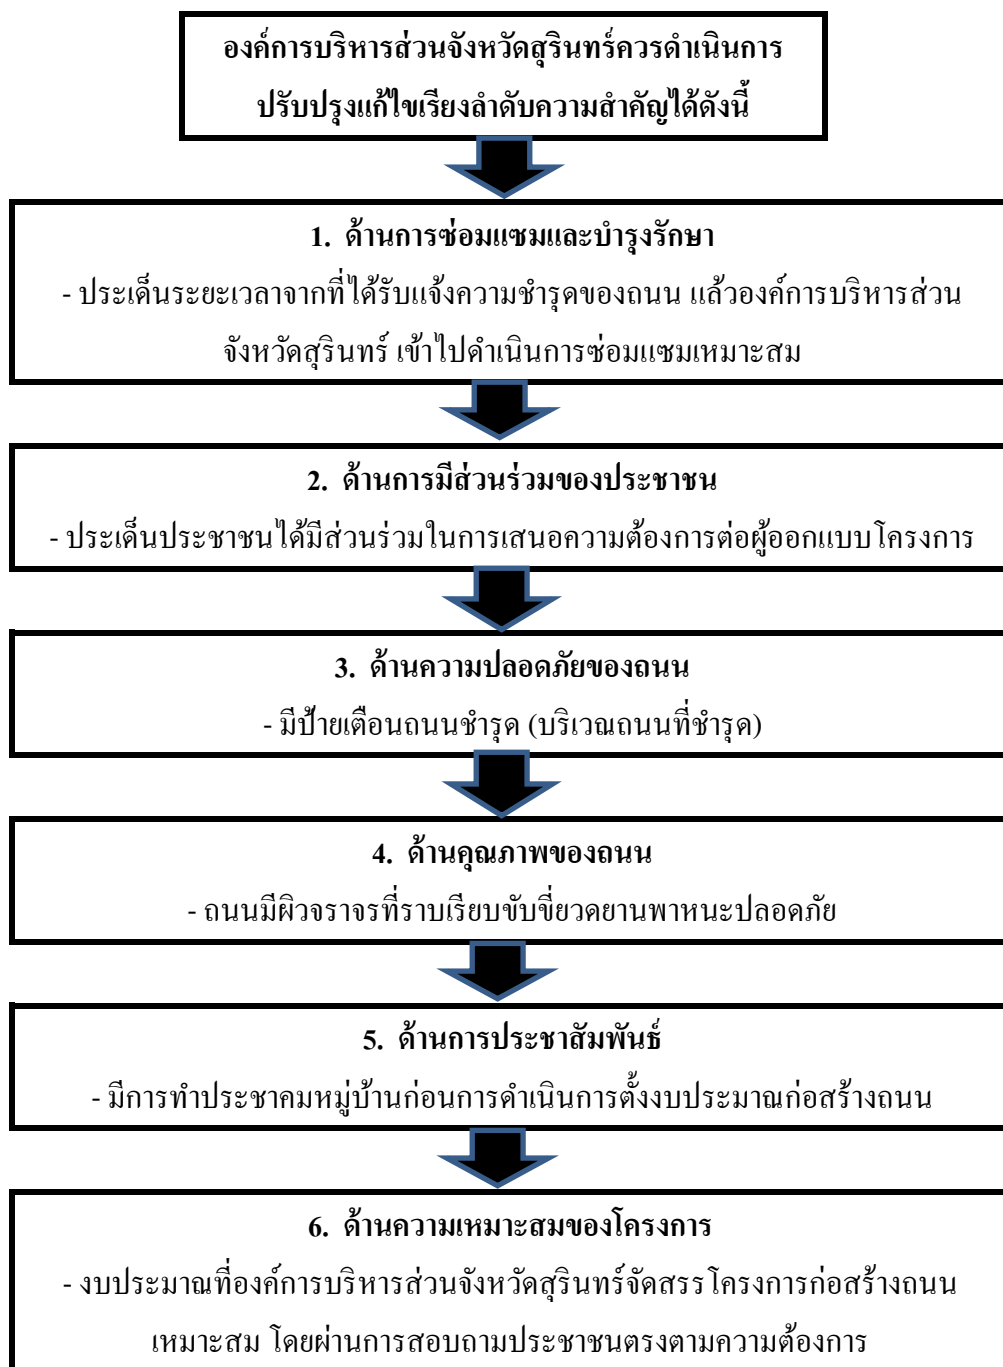 องค์การบริหารส่วนจังหวัดสุรินทร์ควรดำเนินการ
ปรับปรุงแก้ไขเรียงลำดับความสำคัญได้ดังนี้
1. ด้านการซ่อมแซมและบำรุงรักษา
- ประเด็นระยะเวลาจากที่ได้รับแจ้งความชำรุดของถนน แล้วองค์การบริหารส่วน
จังหวัดสุรินทร์ เข้าไปดำเนินการซ่อมแซมเหมาะสม
2. ด้านการมีส่วนร่วมของประชาชน
- ประเด็นประชาชนได้มีส่วนร่วมในการเสนอความต้องการต่อผู้ออกแบบโครงการ
3. ด้านความปลอดภัยของถนน
- มีป้ายเตือนถนนชำรุด (บริเวณถนนที่ชำรุด)
4. ด้านคุณภาพของถนน
- ถนนมีผิวจราจรที่ราบเรียบขับขี่ยวดยานพาหนะปลอดภัย
5. ด้านการประชาสัมพันธ์
- มีการทำประชาคมหมู่บ้านก่อนการดำเนินการตั้งงบประมาณก่อสร้างถนน
6. ด้านความเหมาะสมของโครงการ
- งบประมาณที่องค์การบริหารส่วนจังหวัดสุรินทร์จัดสรรโครงการก่อสร้างถนน
เหมาะสม โดยผ่านการสอบถามประชาชนตรงตามความต้องการ